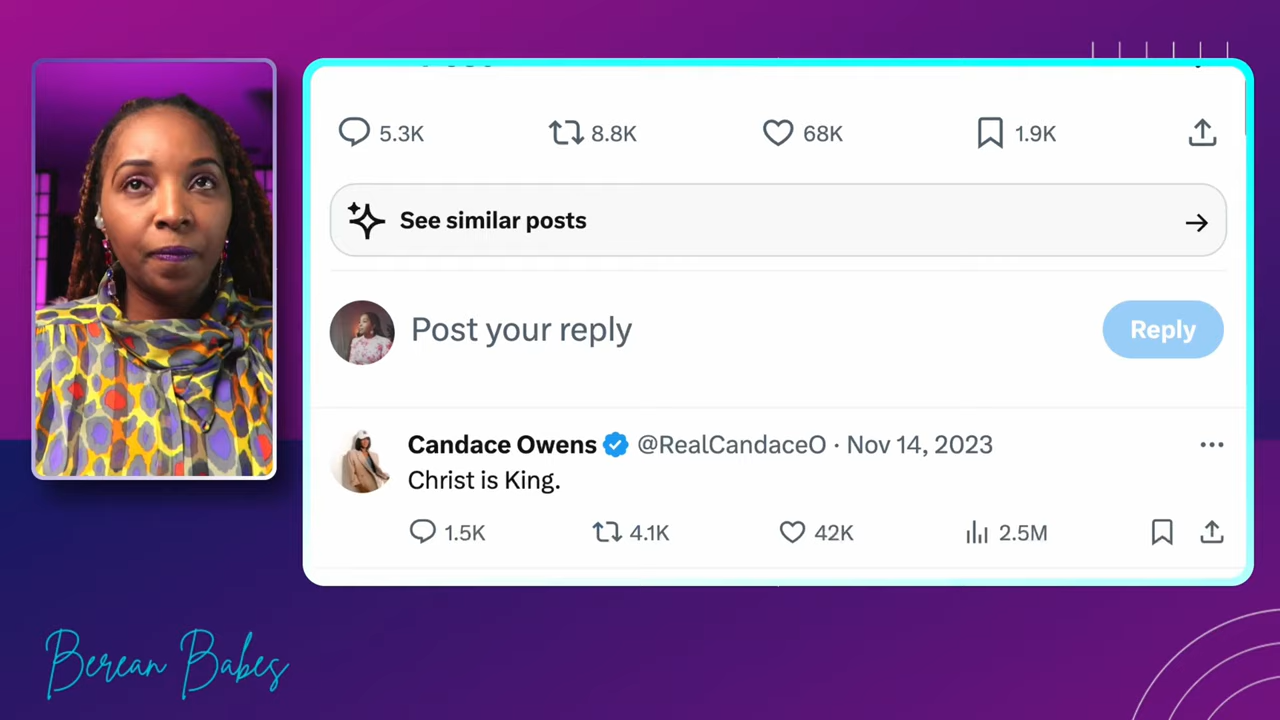 5.3K 8.8K 68K 1.9K
See similar posts
Post your reply
Reply
Candace Owens @RealCandaceO · Nov 14, 2023
Christ is King.
1.5K 4.1K 42K 2.5M
Berean Babes